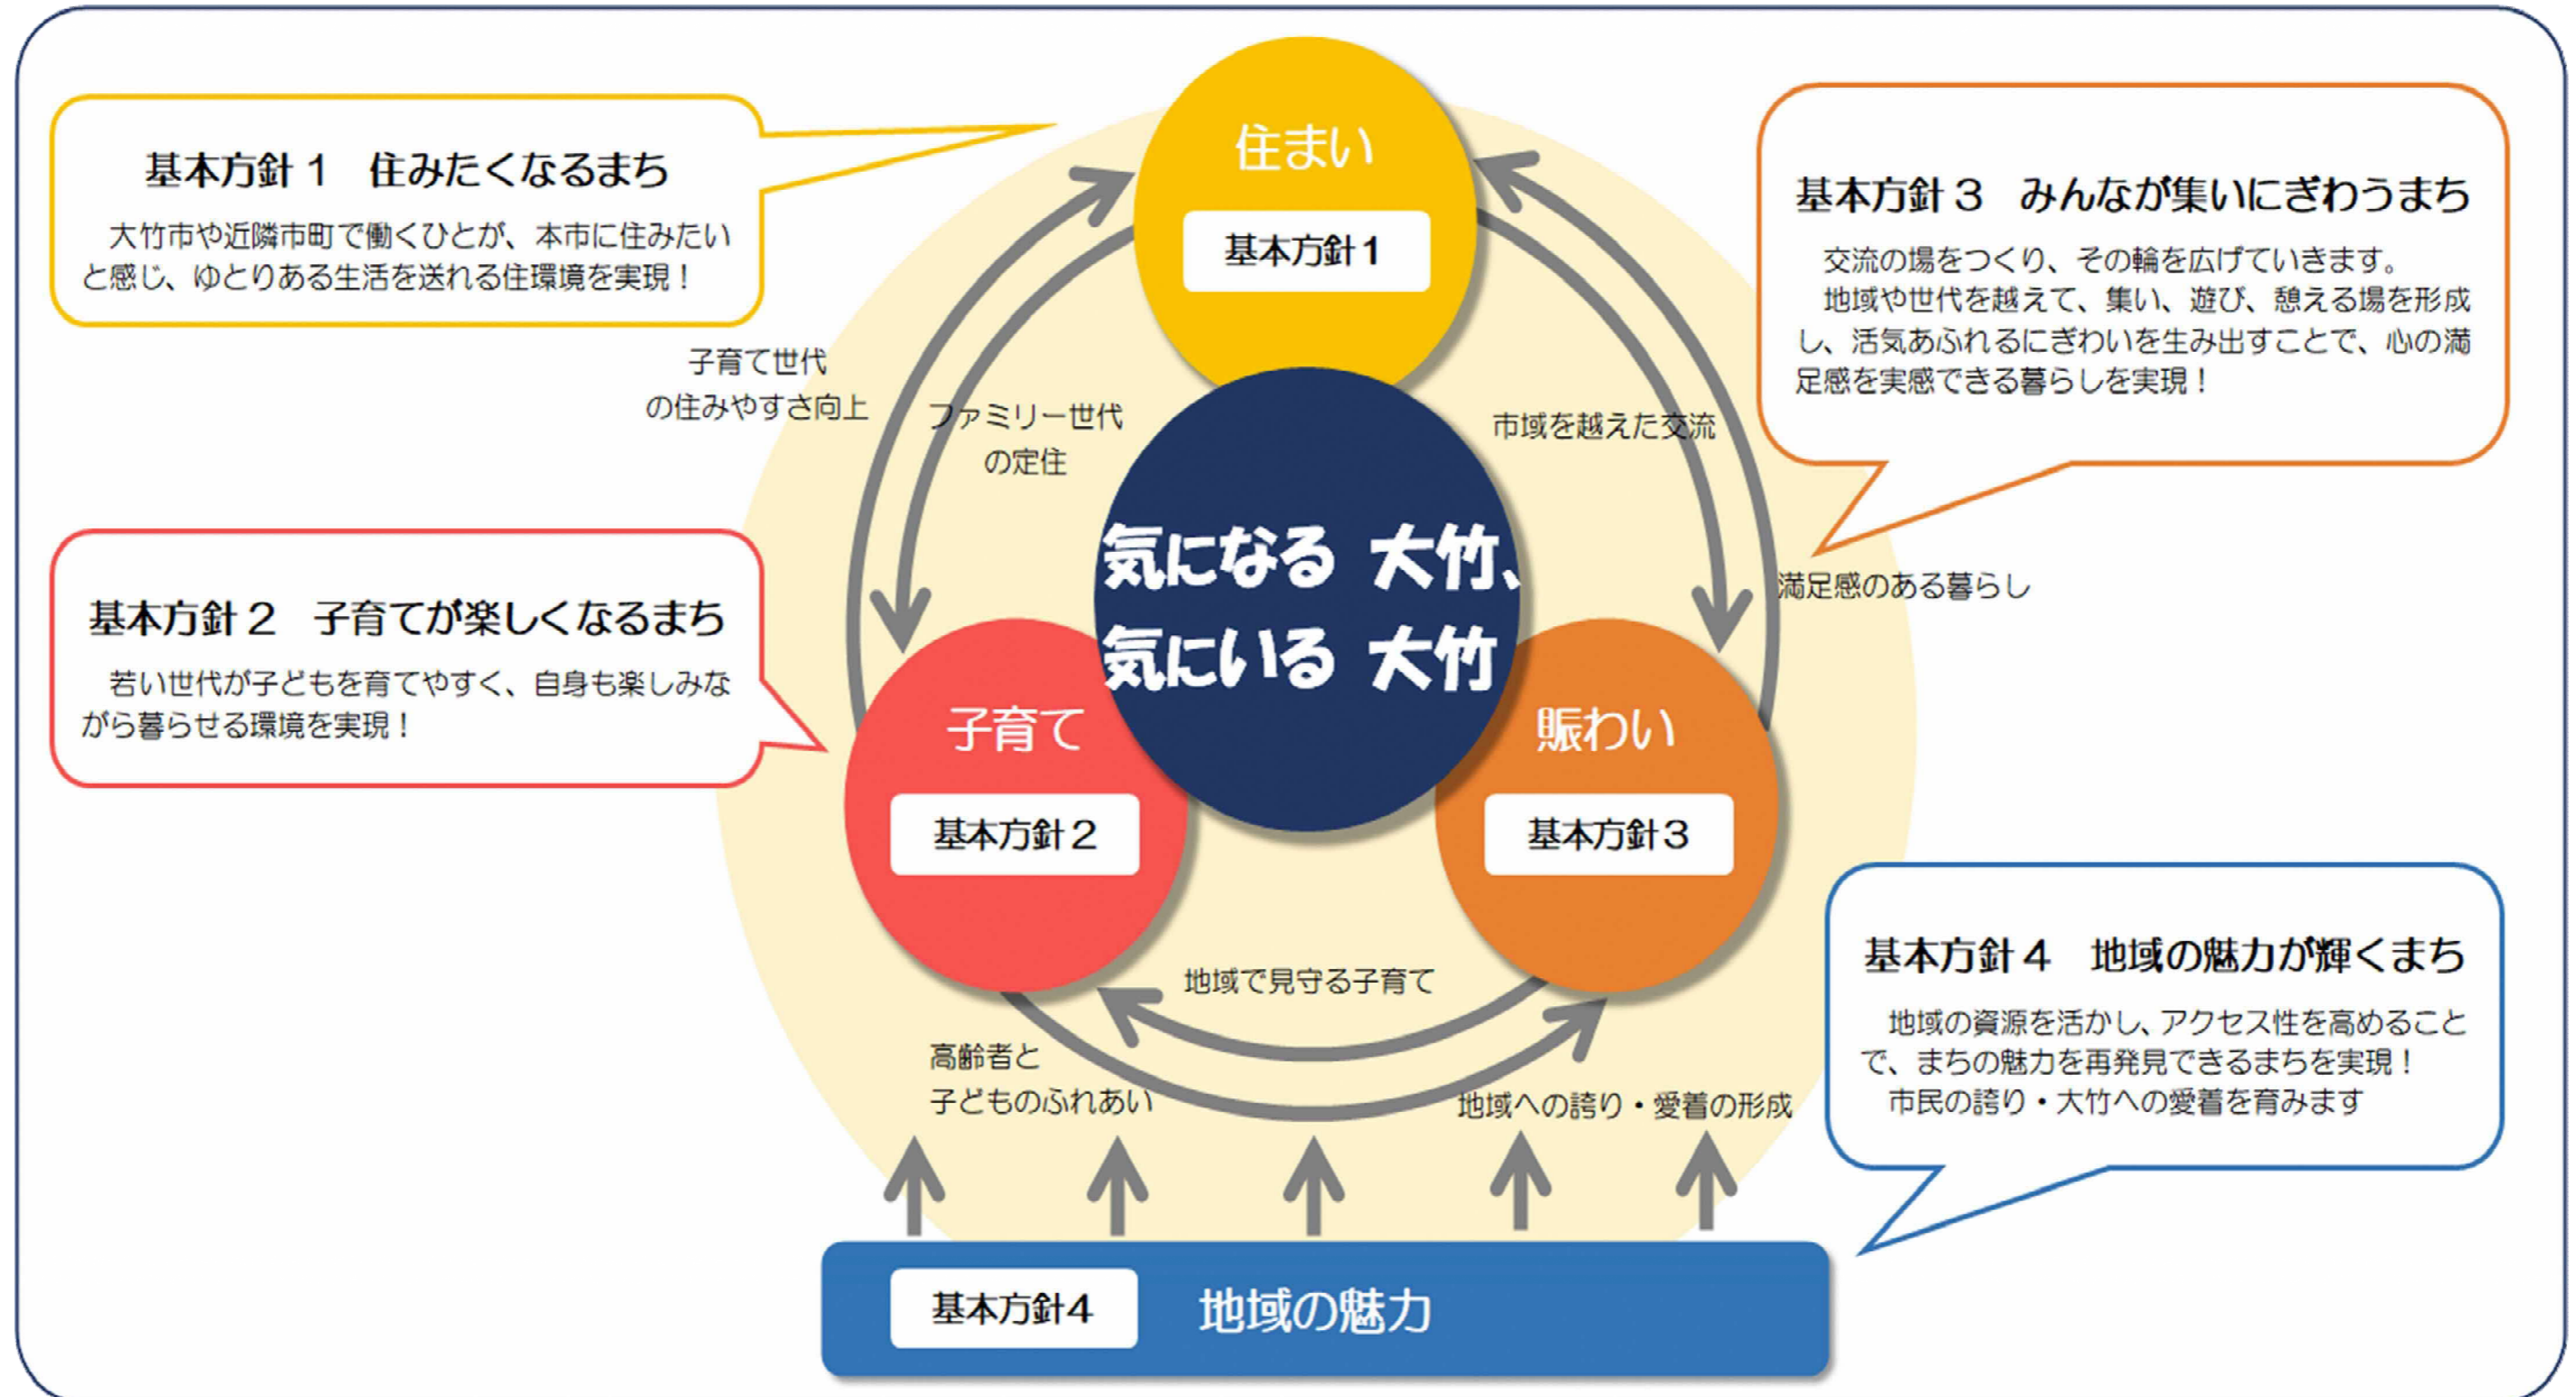 基本方針1　住みたくなるまち
大竹市や近隣市町で働くひとが、本市に住みたい
と感じ、ゆとりある生活を送れる住環境を実現！
基本方針2　子育てが楽しくなるまち
若い世代が子どもを育てやすく、自身も楽しみな
がら暮らせる環境を実現！
住まい
基本方針1
子育て世代
の住みやすさ向上
ファミリー世代
の定住
市域を越えた交流
満足感のある暮らし
気になる 大竹、
気にいる 大竹
子育て
基本方針2
賑わい
基本方針3
地域で見守る子育て
高齢者と
子どものふれあい
地域への誇り・愛着の形成
基本方針4
地域の魅力
基本方針3　みんなが集いにぎわうまち
交流の場をつくり、その輪を広げていきます。
地域や世代を越えて、集い、遊び、憩える場を形成
し、活気あふれるにぎわいを生み出すことで、心の満
足感を実感できる暮らしを実現！
基本方針4　地域の魅力が輝くまち
地域の資源を活かし、アクセス性を高めること
で、まちの魅力を再発見できるまちを実現！
市民の誇り・大竹への愛着を育みます